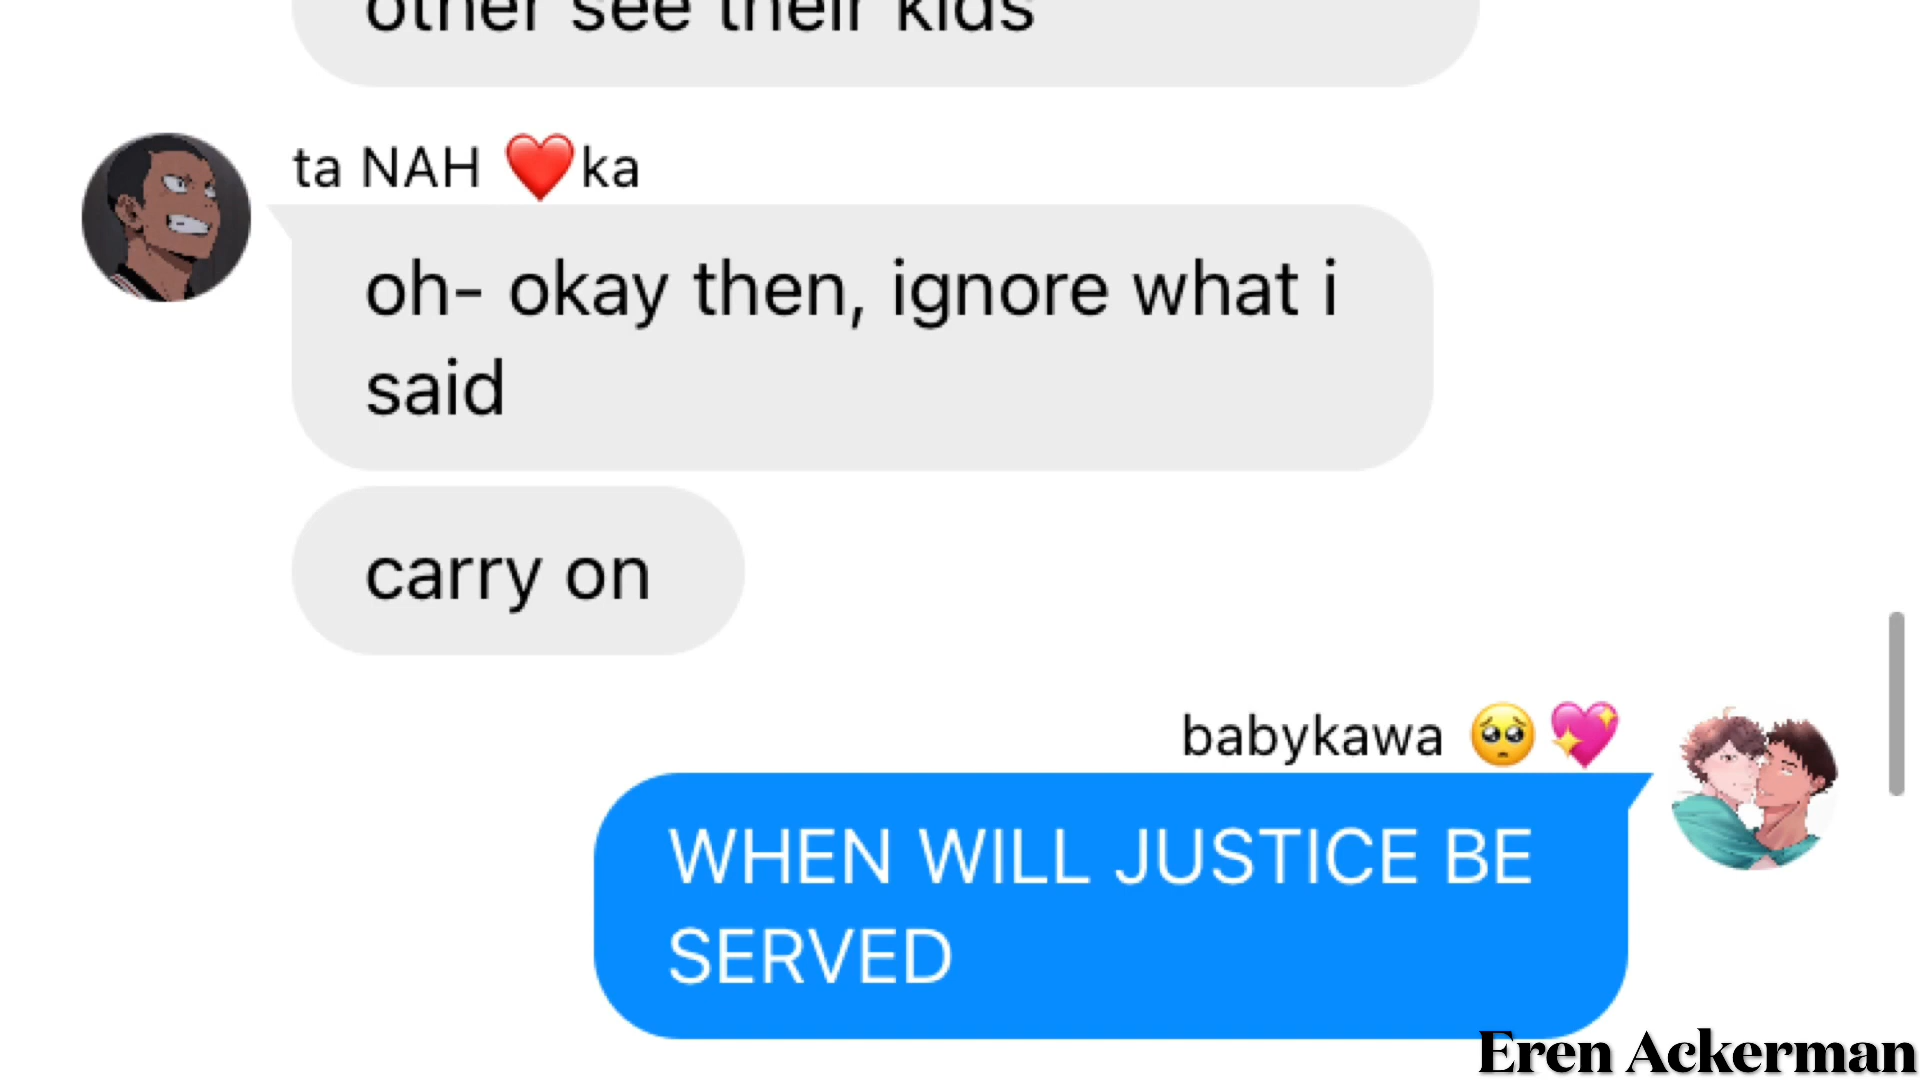 other see their kids
ta NAH ❤️ka
oh- okay then, ignore what i
said
carry on
babykawa 🥺💖
WHEN WILL JUSTICE BE
SERVED
Eren Ackerman